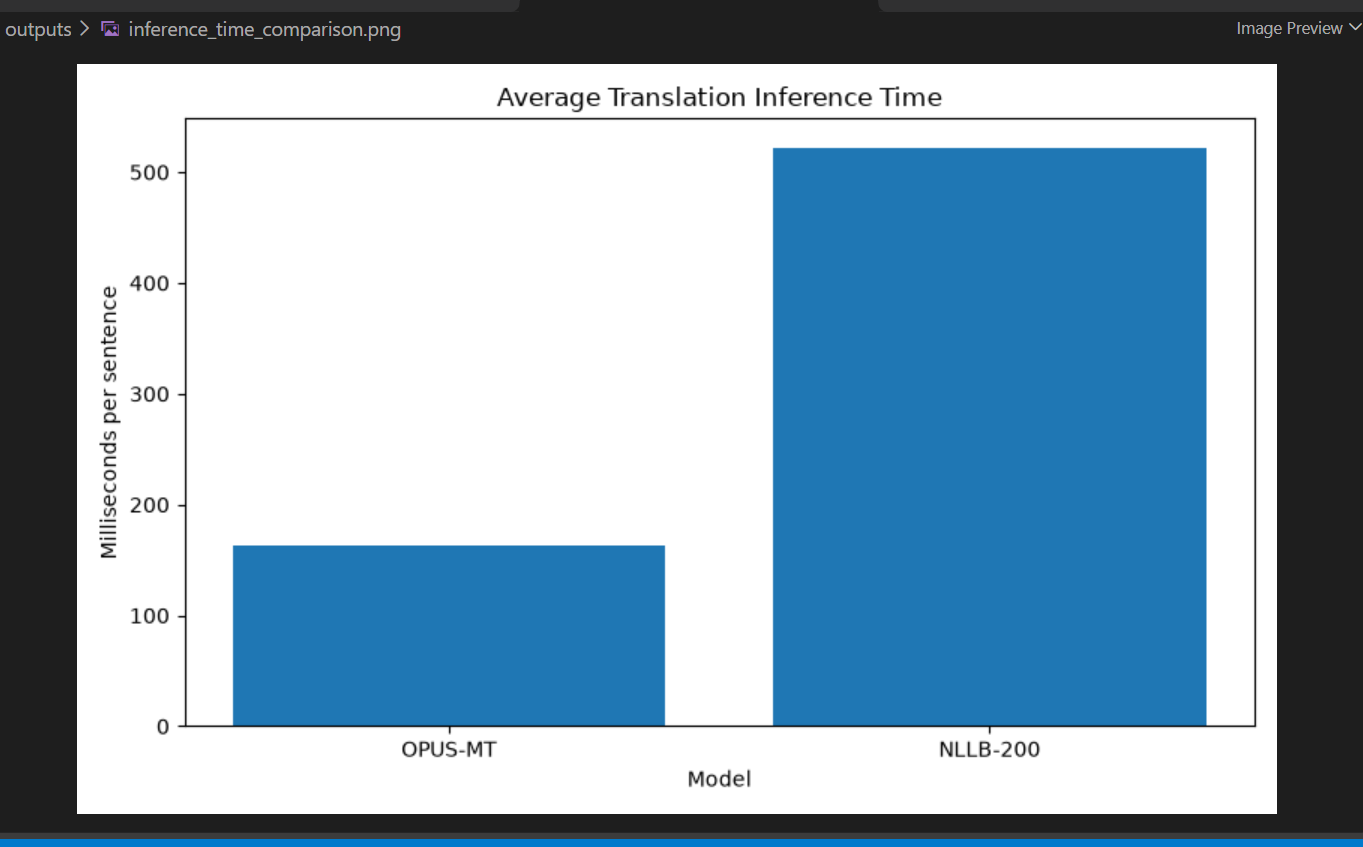 outputs > inference_time_comparison.png
Image Preview
Average Translation Inference Time
Milliseconds per sentence
500
400
300
200
100
0
OPUS-MT NLLB-200
Model